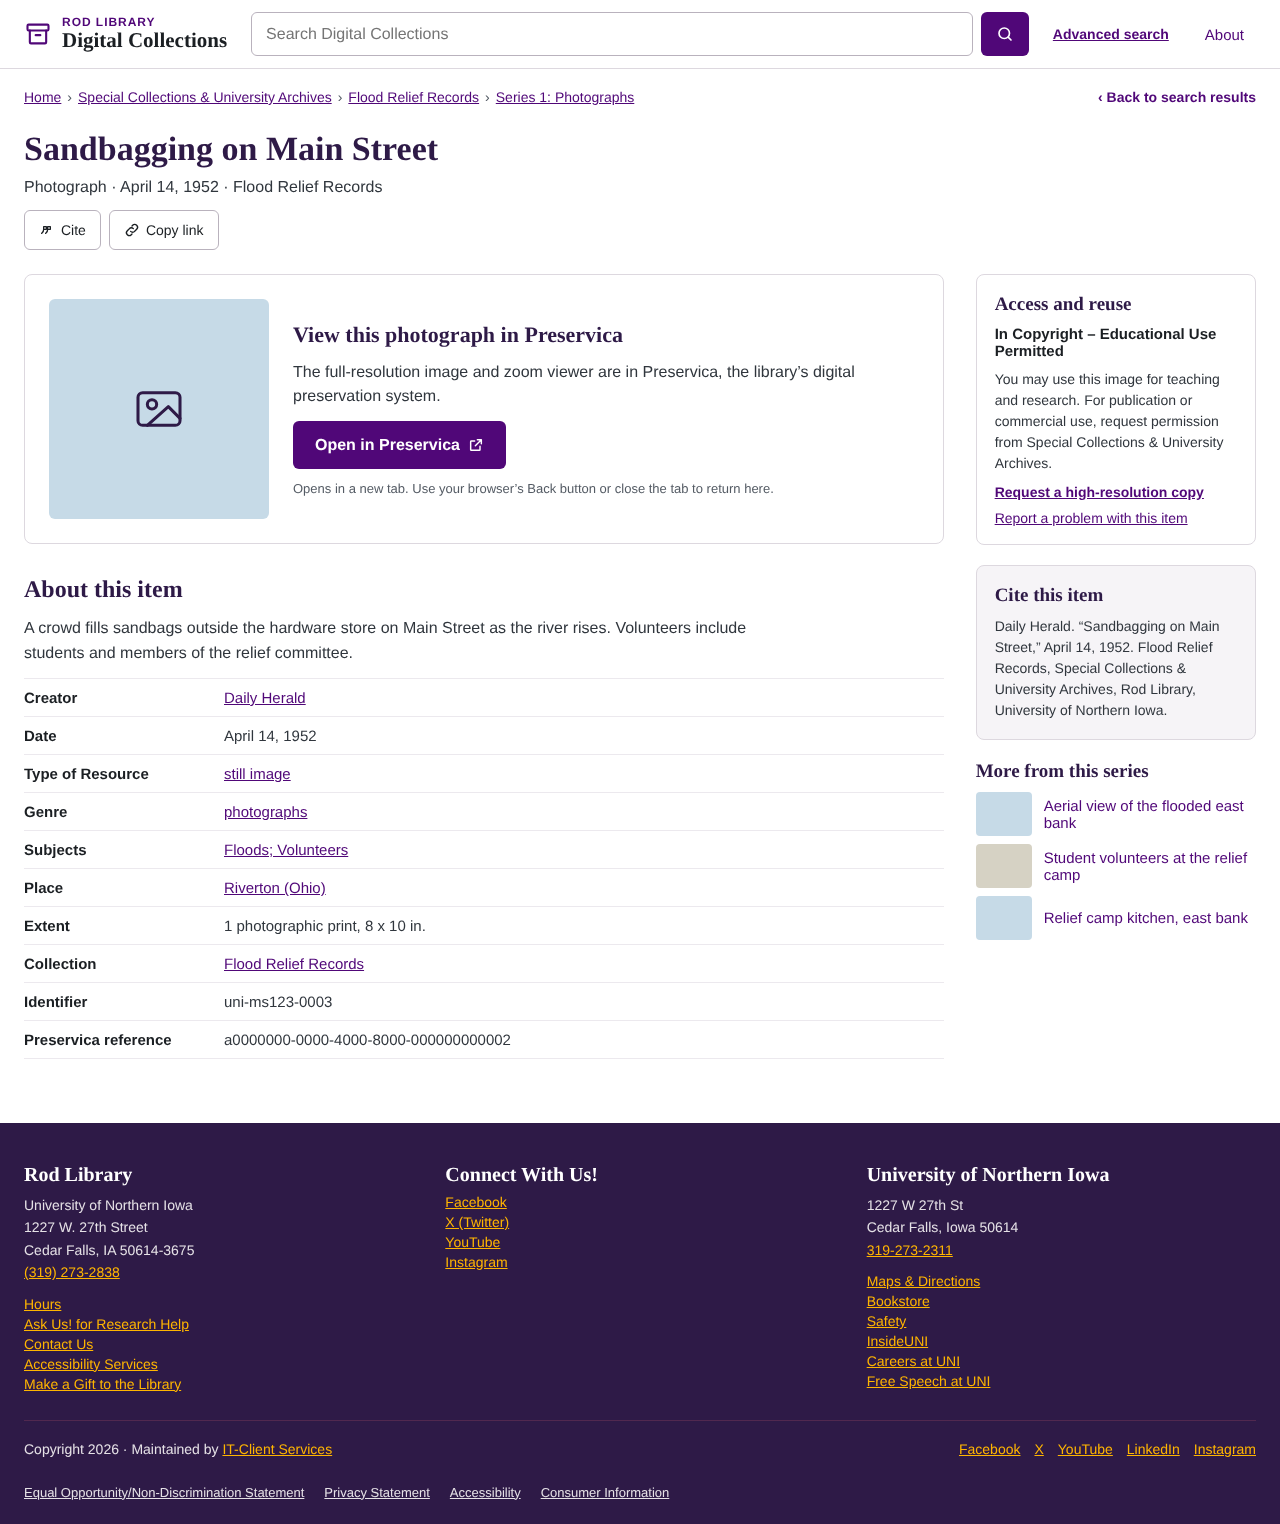 ROD LIBRARY
Digital Collections
Search Digital Collections
Advanced search
About
Home › Special Collections & University Archives › Flood Relief Records › Series 1: Photographs
‹ Back to search results
Sandbagging on Main Street
Photograph · April 14, 1952 · Flood Relief Records
Cite
Copy link
View this photograph in Preservica
The full-resolution image and zoom viewer are in Preservica, the library’s digital
preservation system.
Open in Preservica
Opens in a new tab. Use your browser’s Back button or close the tab to return here.
About this item
A crowd fills sandbags outside the hardware store on Main Street as the river rises. Volunteers include
students and members of the relief committee.
Creator Daily Herald
Date April 14, 1952
Type of Resource still image
Genre photographs
Subjects Floods; Volunteers
Place Riverton (Ohio)
Extent 1 photographic print, 8 x 10 in.
Collection Flood Relief Records
Identifier uni-ms123-0003
Preservica reference a0000000-0000-4000-8000-000000000002
Access and reuse
In Copyright – Educational Use
Permitted
You may use this image for teaching
and research. For publication or
commercial use, request permission
from Special Collections & University
Archives.
Request a high-resolution copy
Report a problem with this item
Cite this item
Daily Herald. “Sandbagging on Main
Street,” April 14, 1952. Flood Relief
Records, Special Collections &
University Archives, Rod Library,
University of Northern Iowa.
More from this series
Aerial view of the flooded east
bank
Student volunteers at the relief
camp
Relief camp kitchen, east bank
Rod Library
University of Northern Iowa
1227 W. 27th Street
Cedar Falls, IA 50614-3675
(319) 273-2838
Hours
Ask Us! for Research Help
Contact Us
Accessibility Services
Make a Gift to the Library
Connect With Us!
Facebook
X (Twitter)
YouTube
Instagram
University of Northern Iowa
1227 W 27th St
Cedar Falls, Iowa 50614
319-273-2311
Maps & Directions
Bookstore
Safety
InsideUNI
Careers at UNI
Free Speech at UNI
Copyright 2026 · Maintained by IT-Client Services
Facebook X YouTube LinkedIn Instagram
Equal Opportunity/Non-Discrimination Statement Privacy Statement Accessibility Consumer Information